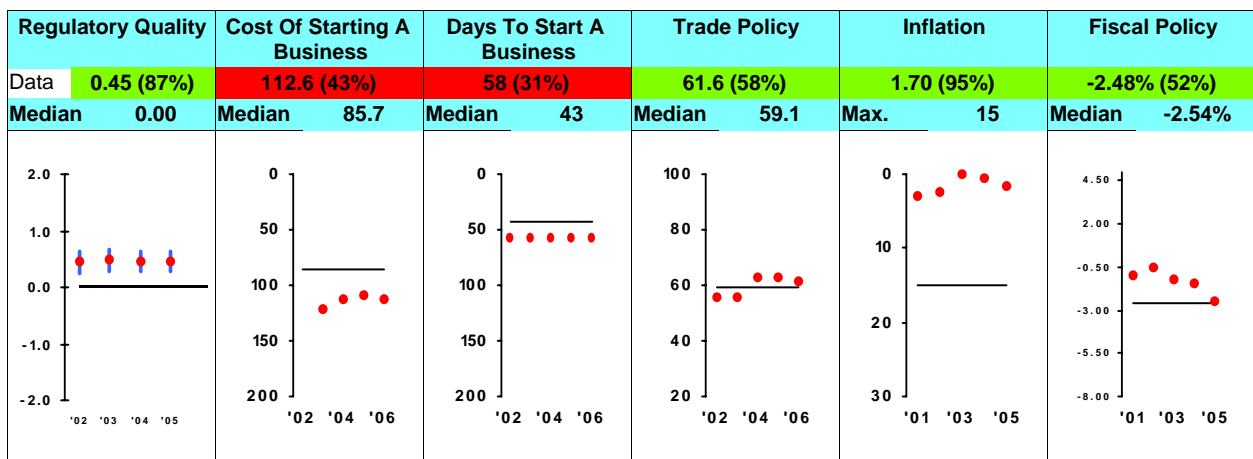 Regulatory Quality
Cost Of Starting A Business
Days To Start A Business
Trade Policy
Inflation
Fiscal Policy
Data 0.45 (87%)
112.6 (43%)
58 (31%)
61.6 (58%)
1.70 (95%)
-2.48% (52%)
Median 0.00
Median 85.7
Median 43
Median 59.1
Max. 15
Median -2.54%
2.0
1.0
0.0
-1.0
-2.0
'02 '03 '04 '05
0
50
100
150
200
'02 '04 '06
0
50
100
150
200
'02 '04 '06
100
80
60
40
20
'02 '04 '06
0
10
20
30
'01 '03 '05
4.50
2.00
-0.50
-3.00
-5.50
-8.00
'01 '03 '05